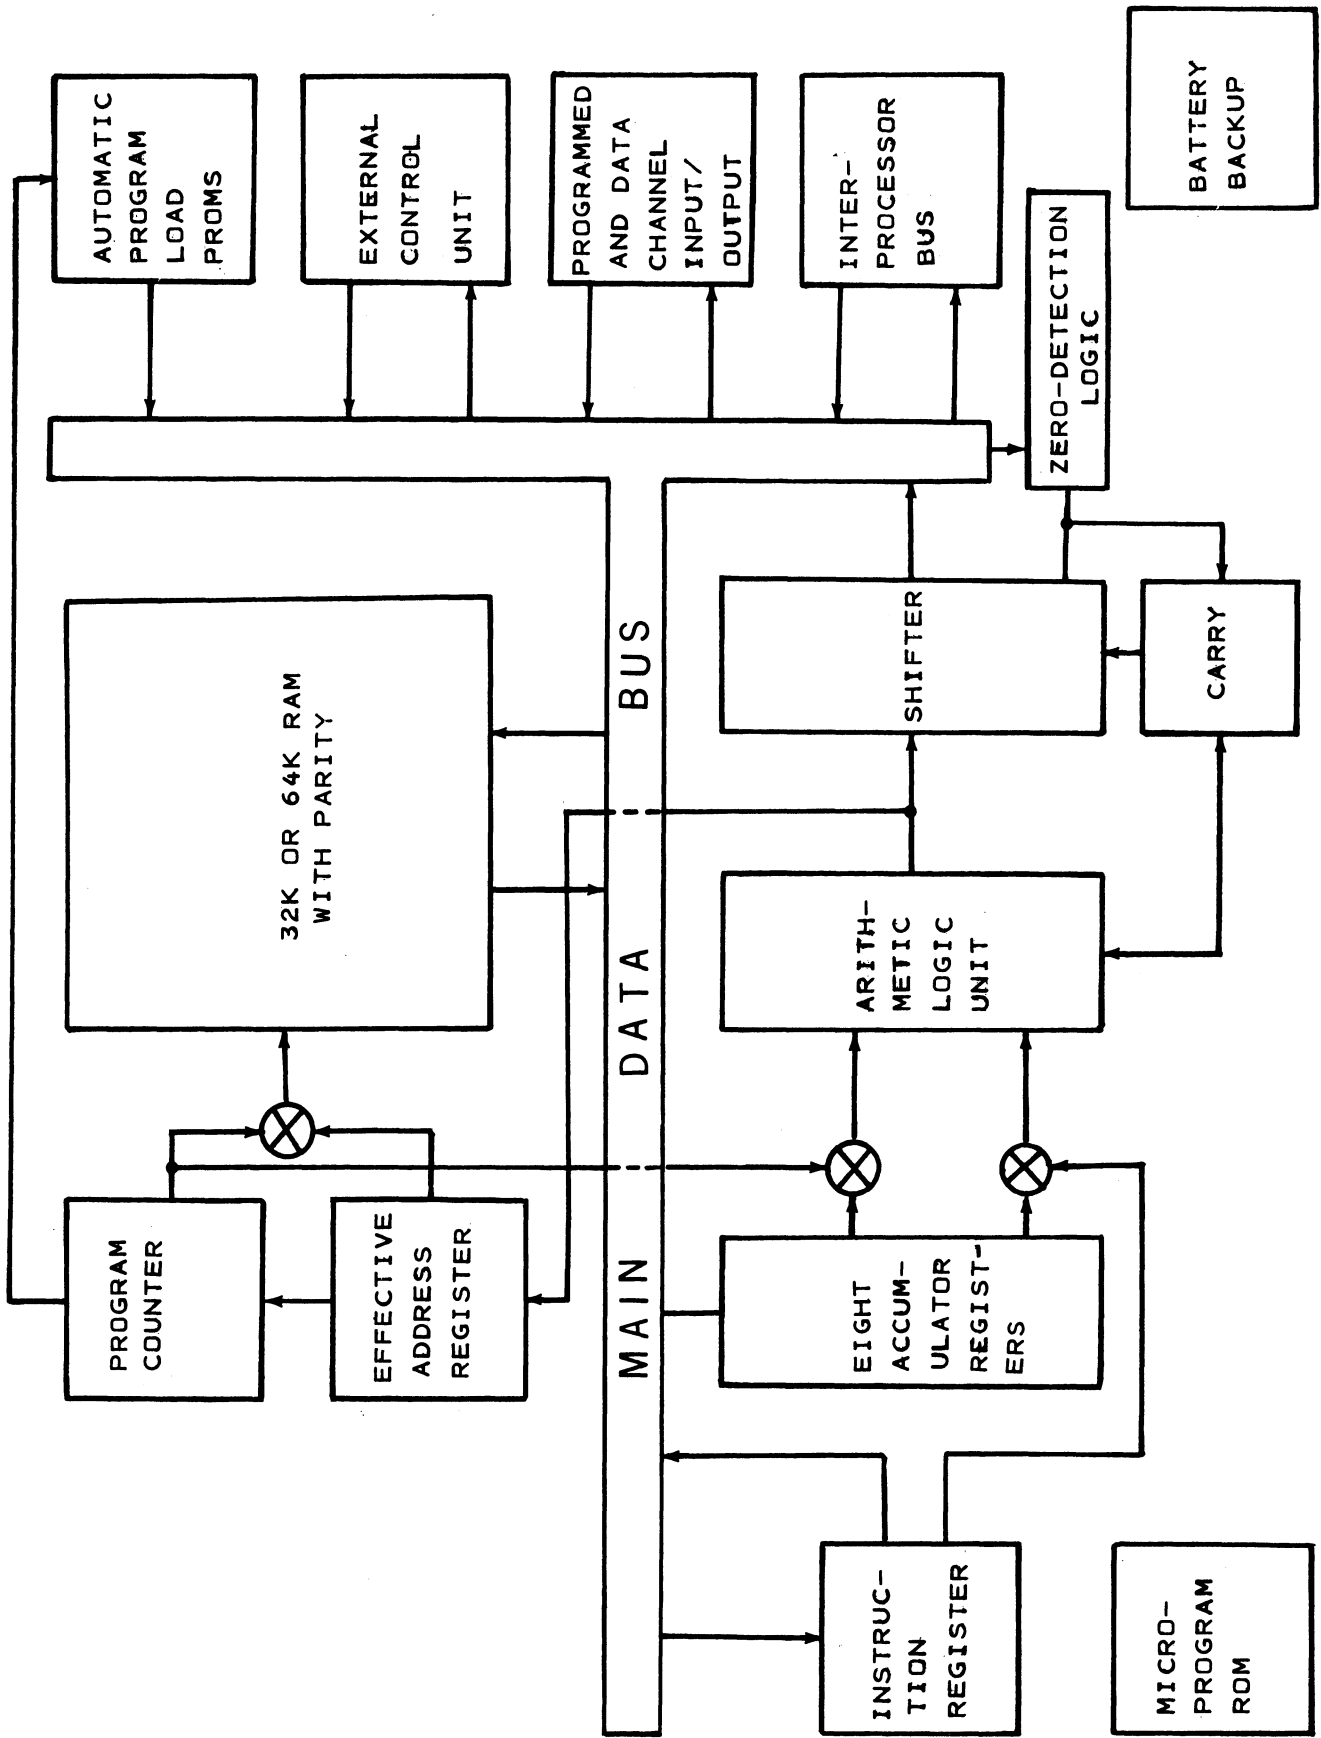 PROGRAM
COUNTER
EFFECTIVE
ADDRESS
REGISTER
32K OR 64K RAM
WITH PARITY
AUTOMATIC
PROGRAM
LOAD
PROMS
EXTERNAL
CONTROL
UNIT
PROGRAMMED
AND DATA
CHANNEL
INPUT/
OUTPUT
INTER-
PROCESSOR
BUS
MAIN DATA BUS
INSTRUC-
TION
REGISTER
EIGHT
ACCUM-
ULATOR
REGIST-
ERS
ARITH-
METIC
LOGIC
UNIT
SHIFTER
ZERO-DETECTION
LOGIC
CARRY
MICRO-
PROGRAM
ROM
BATTERY
BACKUP